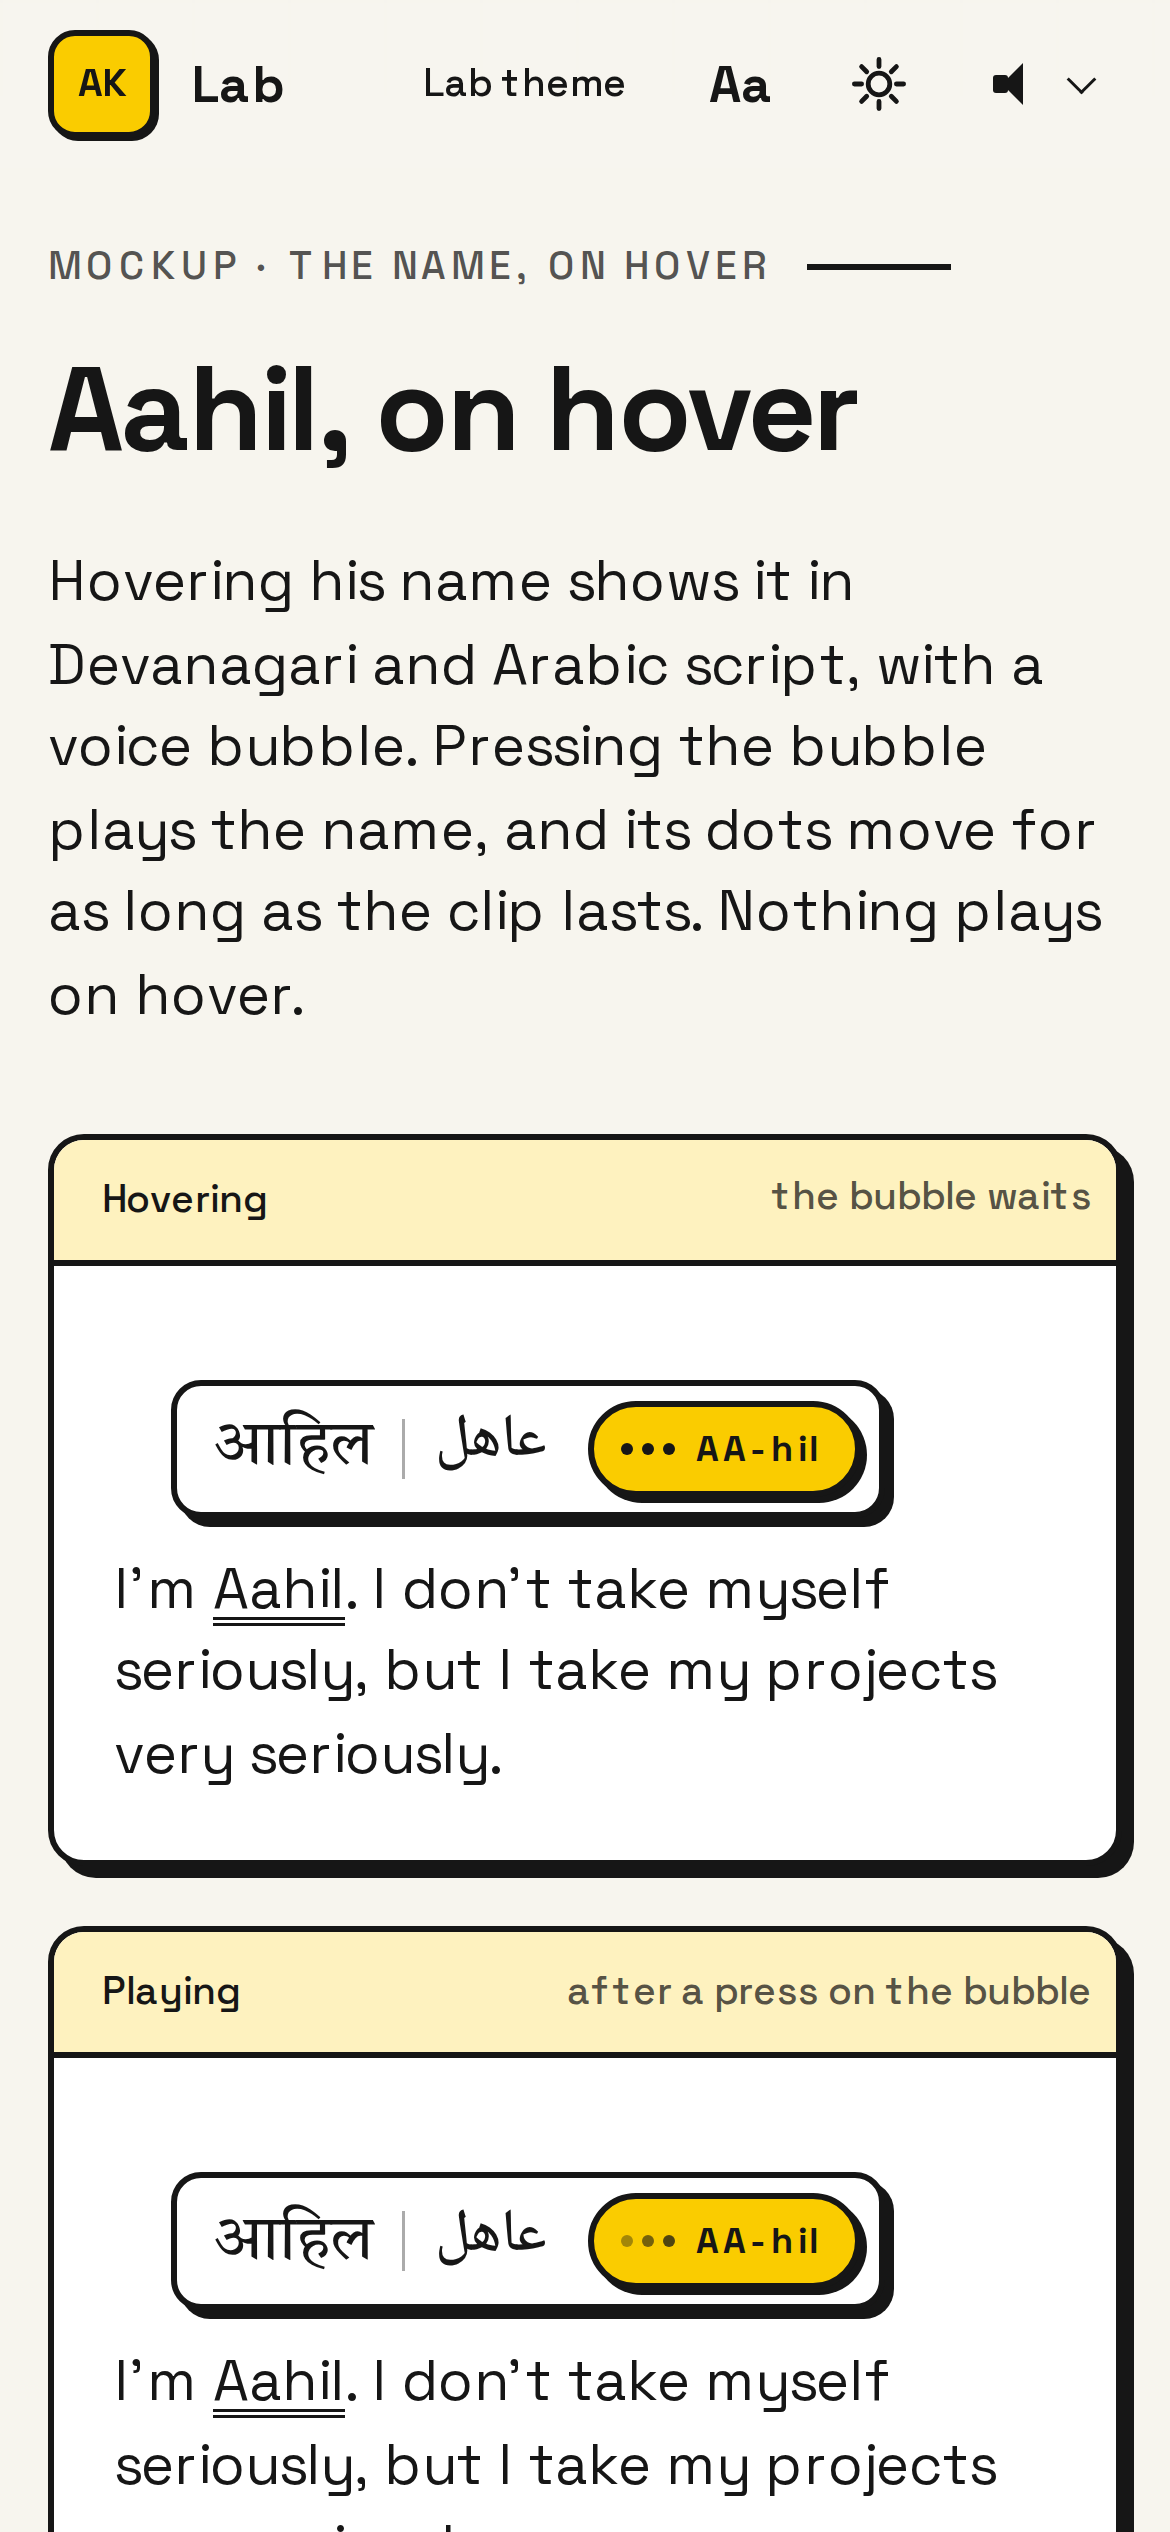 AK Lab Lab theme Aa
MOCKUP · THE NAME, ON HOVER
Aahil, on hover
Hovering his name shows it in
Devanagari and Arabic script, with a
voice bubble. Pressing the bubble
plays the name, and its dots move for
as long as the clip lasts. Nothing plays
on hover.
Hovering the bubble waits
आहिल عاهل AA-hil
I’m Aahil. I don’t take myself
seriously, but I take my projects
very seriously.
Playing after a press on the bubble
आहिल عاهل AA-hil
I’m Aahil. I don’t take myself
seriously, but I take my projects